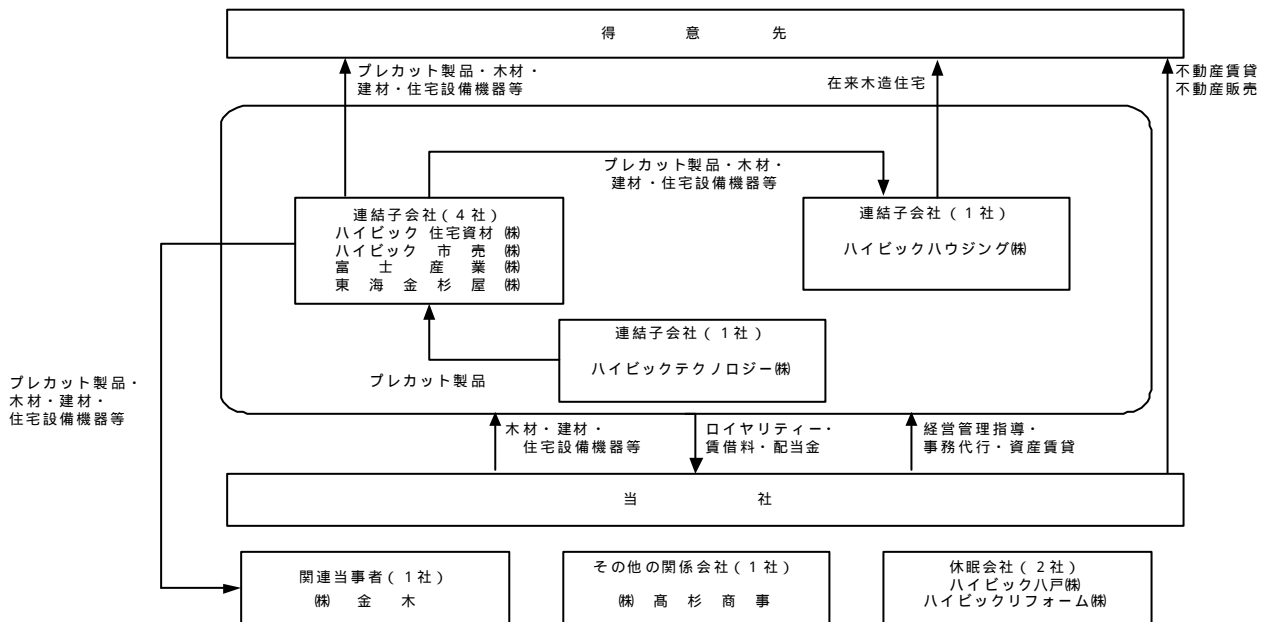 得意先
プレカット製品・木材・
建材・住宅設備機器等
在来木造住宅
不動産賃貸
不動産販売
プレカット製品・木材・
建材・住宅設備機器等
連結子会社(4社)
ハイビック住宅資材㈱
ハイビック市売㈱
富士産業㈱
東海金杉屋㈱
連結子会社(1社)
ハイビックハウジング㈱
連結子会社(1社)
ハイビックテクノロジー㈱
プレカット製品
プレカット製品・
木材・建材・
住宅設備機器等
木材・建材・
住宅設備機器等
ロイヤリティー・
賃借料・配当金
経営管理指導・
事務代行・資産賃貸
当社
関連当事者(1社)
㈱金木
その他の関係会社(1社)
㈱髙杉商事
休眠会社(2社)
ハイビック八戸㈱
ハイビックリフォーム㈱